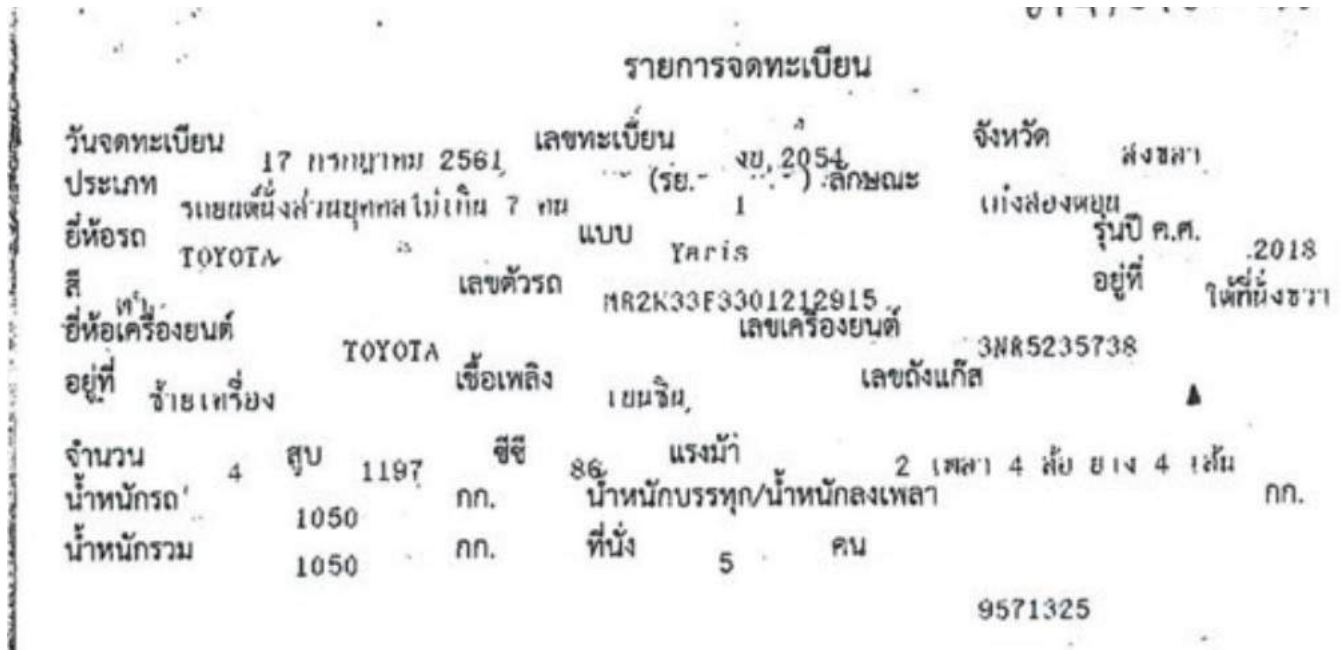 รายการจดทะเบียน
วันจดทะเบียน 17 กรกฎาคม 2561 เลขทะเบียน งข 2054 จังหวัด สงขลา
ประเภท รถยนต์นั่งส่วนบุคคลไม่เกิน 7 คน (รย. 1 ) ลักษณะ เก๋งสองตอน
ยี่ห้อรถ TOYOTA แบบ Yaris รุ่นปี ค.ศ. 2018
สี เลขตัวรถ MR2K33F3301212915 อยู่ที่ ใต้ที่นั่งขวา
ยี่ห้อเครื่องยนต์ TOYOTA เลขเครื่องยนต์ 3NR5235738
อยู่ที่ ซ้ายเครื่อง เชื้อเพลิง เบนซิน เลขถังแก๊ส
จำนวน 4 สูบ 1197 ซีซี 86 แรงม้า 2 เพลา 4 ล้อ ยาง 4 เส้น
น้ำหนักรถ 1050 กก. น้ำหนักบรรทุก/น้ำหนักลงเพลา กก.
น้ำหนักรวม 1050 กก. ที่นั่ง 5 คน
9571325